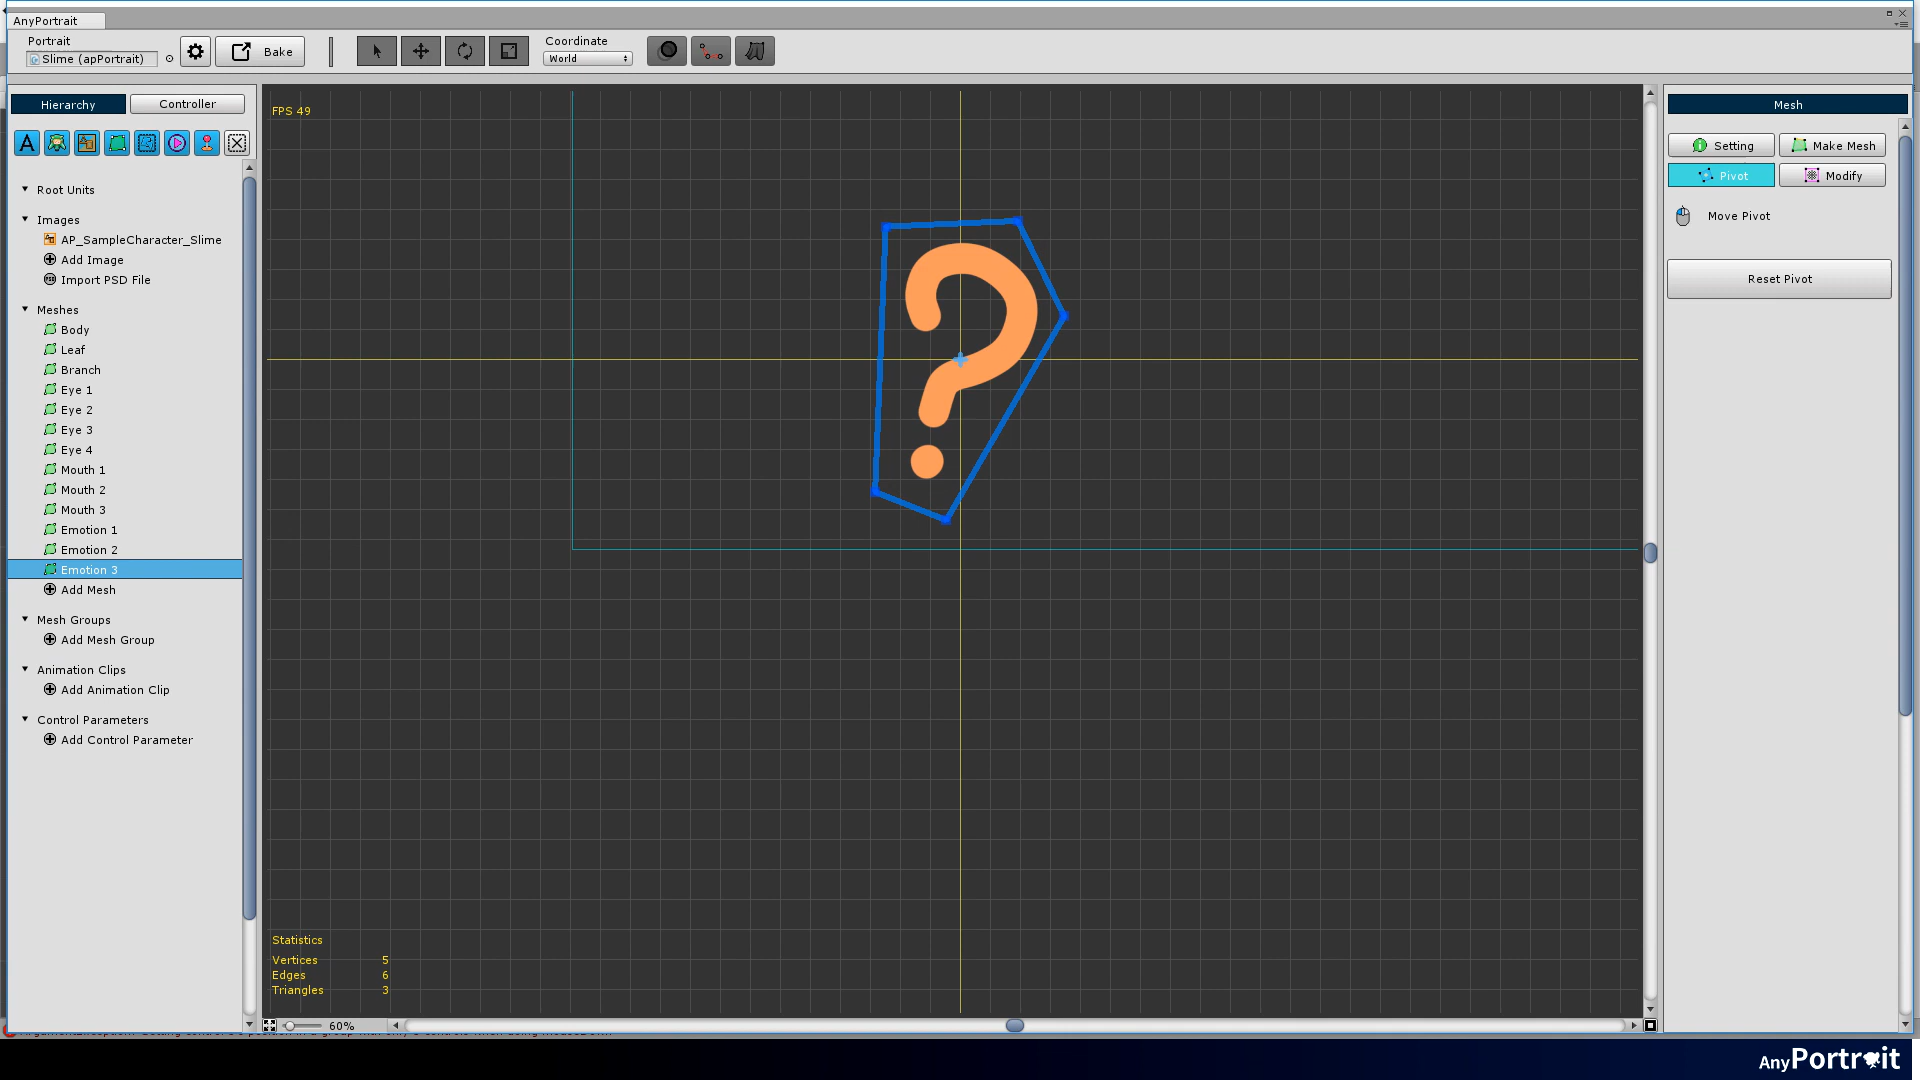 AnyPortrait
Portrait
Slime (apPortrait)
Bake
Coordinate
World
Hierarchy
Controller
FPS 49
Root Units
Images
AP_SampleCharacter_Slime
Add Image
Import PSD File
Meshes
Body
Leaf
Branch
Eye 1
Eye 2
Eye 3
Eye 4
Mouth 1
Mouth 2
Mouth 3
Emotion 1
Emotion 2
Emotion 3
Add Mesh
Mesh Groups
Add Mesh Group
Animation Clips
Add Animation Clip
Control Parameters
Add Control Parameter
?
Statistics
Vertices 5
Edges 6
Triangles 3
60%
Mesh
Setting
Make Mesh
Pivot
Modify
Move Pivot
Reset Pivot
AnyPortrait